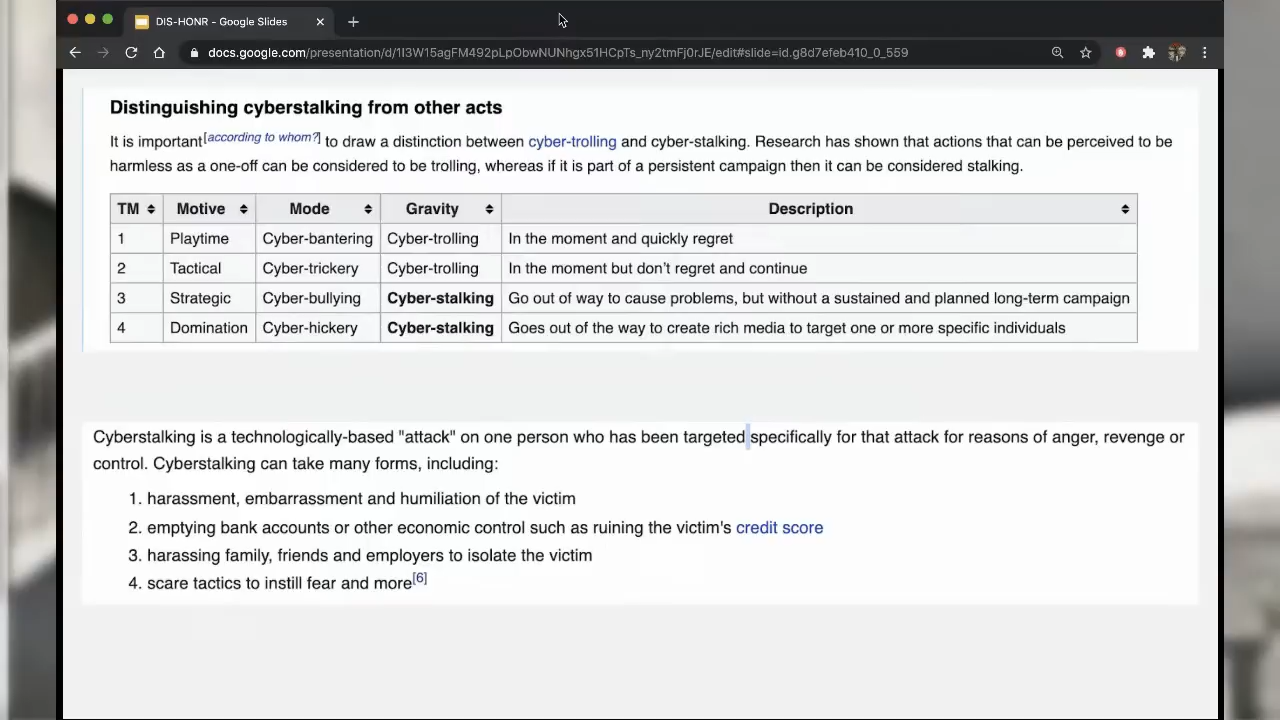 DIS-HONR - Google Slides
docs.google.com/presentation/d/1I3W15agFM492pLpObwNUNhgx51HCpTs_ny2tmFj0rJE/edit#slide=id.g8d7efeb410_0_559
Distinguishing cyberstalking from other acts
It is important[according to whom?] to draw a distinction between cyber-trolling and cyber-stalking. Research has shown that actions that can be perceived to be
harmless as a one-off can be considered to be trolling, whereas if it is part of a persistent campaign then it can be considered stalking.
TM Motive Mode Gravity Description
1 Playtime Cyber-bantering Cyber-trolling In the moment and quickly regret
2 Tactical Cyber-trickery Cyber-trolling In the moment but don't regret and continue
3 Strategic Cyber-bullying Cyber-stalking Go out of way to cause problems, but without a sustained and planned long-term campaign
4 Domination Cyber-hickery Cyber-stalking Goes out of the way to create rich media to target one or more specific individuals
Cyberstalking is a technologically-based "attack" on one person who has been targeted specifically for that attack for reasons of anger, revenge or
control. Cyberstalking can take many forms, including:
1. harassment, embarrassment and humiliation of the victim
2. emptying bank accounts or other economic control such as ruining the victim's credit score
3. harassing family, friends and employers to isolate the victim
4. scare tactics to instill fear and more[6]